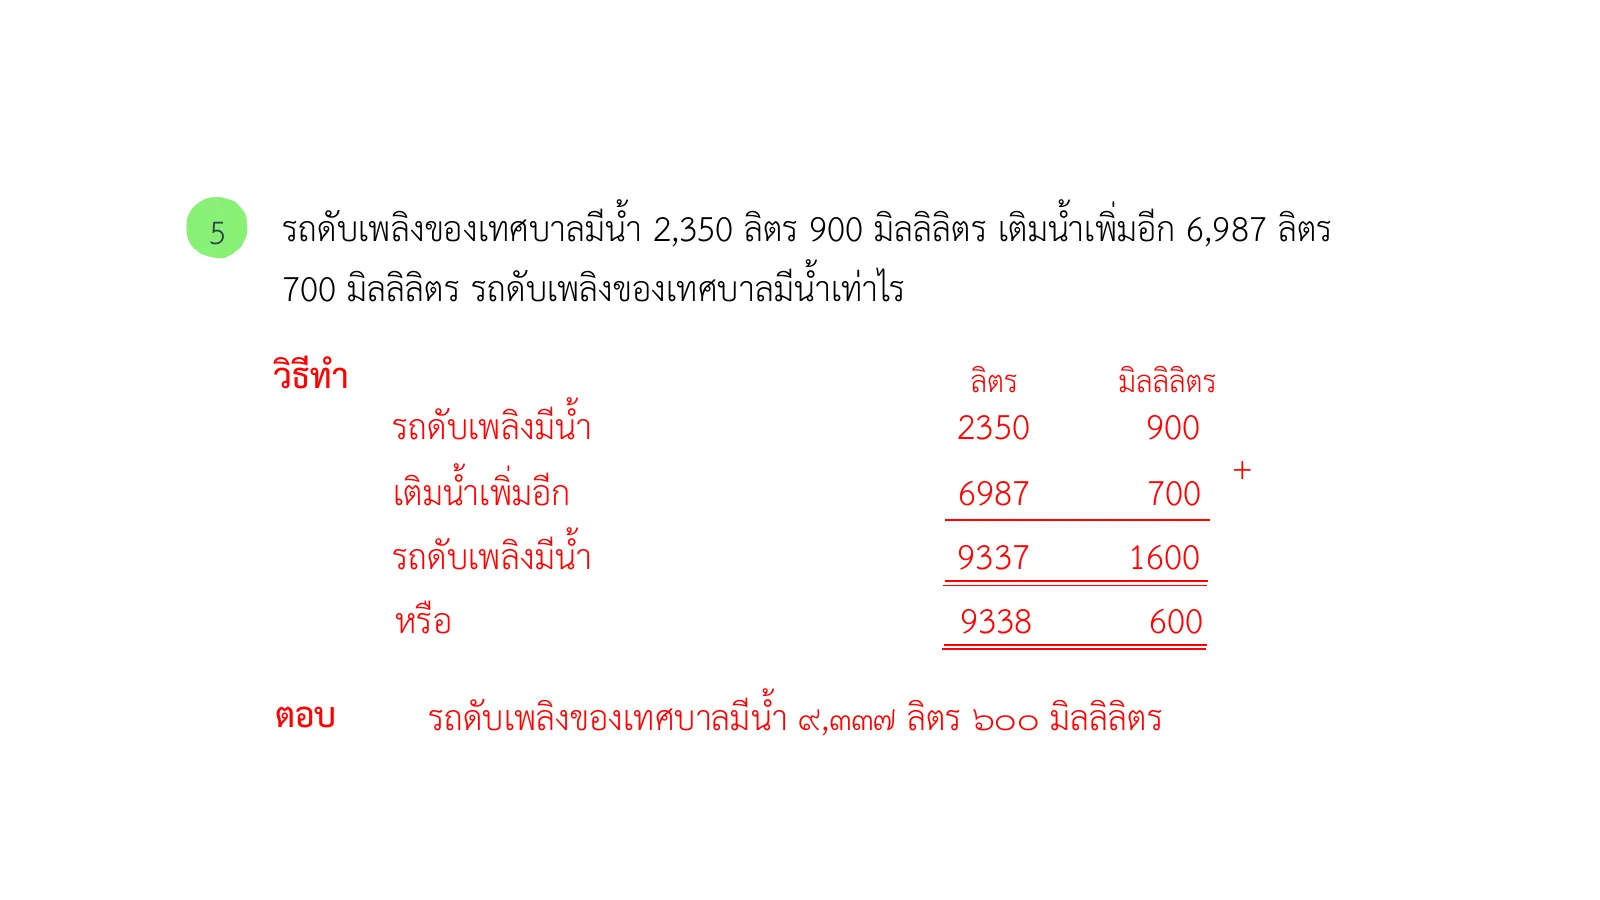 5 รถดับเพลิงของเทศบาลมีน้ำ 2,350 ลิตร 900 มิลลิลิตร เติมน้ำเพิ่มอีก 6,987 ลิตร
700 มิลลิลิตร รถดับเพลิงของเทศบาลมีน้ำเท่าไร
วิธีทำ ลิตร มิลลิลิตร
รถดับเพลิงมีน้ำ 2350 900
+
เติมน้ำเพิ่มอีก 6987 700
รถดับเพลิงมีน้ำ 9337 1600
หรือ 9338 600
ตอบ รถดับเพลิงของเทศบาลมีน้ำ ๙,๓๓๗ ลิตร ๖๐๐ มิลลิลิตร